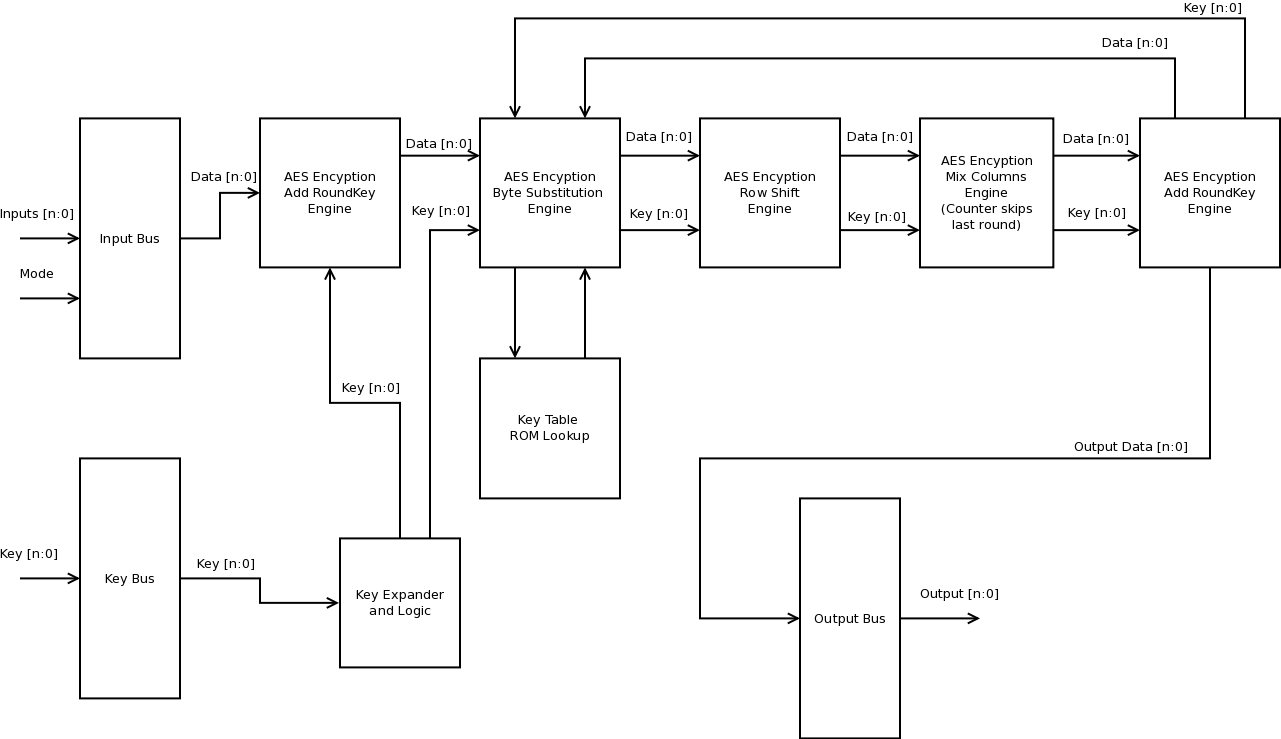 Key [n:0]
Data [n:0]
Data [n:0]
AES Encyption
Add RoundKey
Engine
Data [n:0]
Key [n:0]
AES Encyption
Byte Substitution
Engine
Data [n:0]
Key [n:0]
AES Encyption
Row Shift
Engine
Data [n:0]
Key [n:0]
AES Encyption
Mix Columns
Engine
(Counter skips
last round)
Data [n:0]
Key [n:0]
AES Encyption
Add RoundKey
Engine
Inputs [n:0]
Mode
Input Bus
Key [n:0]
Key Table
ROM Lookup
Output Data [n:0]
Key [n:0]
Key Bus
Key [n:0]
Key Expander
and Logic
Output Bus
Output [n:0]